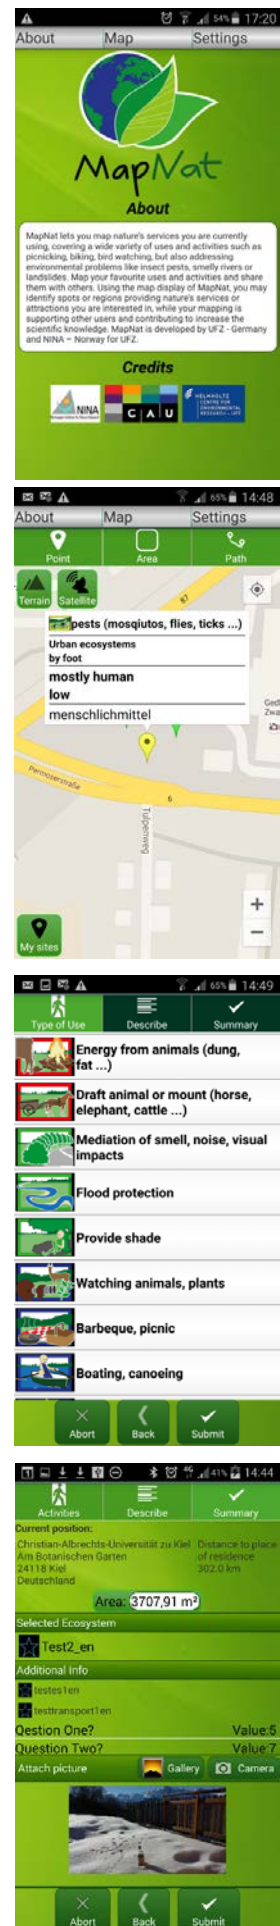 54% 17:20
About Map Settings
MapNat
About
MapNat lets you map nature's services you are currently
using, covering a wide variety of uses and activities such as
picnicking, biking, bird watching, but also addressing
environmental problems like insect pests, smelly rivers or
landslides. Map your favourite uses and activities and share
them with others. Using the map display of MapNat, you may
identify spots or regions providing nature's services or
attractions you are interested in, while your mapping is
supporting other users and contributing to increase the
scientific knowledge. MapNat is developed by UFZ - Germany
and NINA – Norway for UFZ.
Credits
NINA
CAU
HELMHOLTZ
CENTRE FOR
ENVIRONMENTAL
RESEARCH – UFZ
65% 14:48
About Map Settings
Point Area Path
Terrain Satellite
87
pests (mosqiutos, flies, ticks ...)
Urban ecosystems
by foot
mostly human
low
menschlichmittel
Permoserstraße
6
Tulpenweg
My sites
+
−
65% 14:49
Type of Use Describe Summary
Energy from animals (dung,
fat ...)
Draft animal or mount (horse,
elephant, cattle ...)
Mediation of smell, noise, visual
impacts
Flood protection
Provide shade
Watching animals, plants
Barbeque, picnic
Boating, canoeing
Abort Back Submit
4G 41% 14:44
Activities Describe Summary
Current position:
Christian-Albrechts-Universität zu Kiel Distance to place
Am Botanischen Garten of residence
24118 Kiel 302.0 km
Deutschland
Area: 3707,91 m²
Selected Ecosystem
Test2_en
Additional Info
testes1en
testtransport1en
Qestion One? Value:5
Question Two? Value:7
Attach picture Gallery Camera
Abort Back Submit